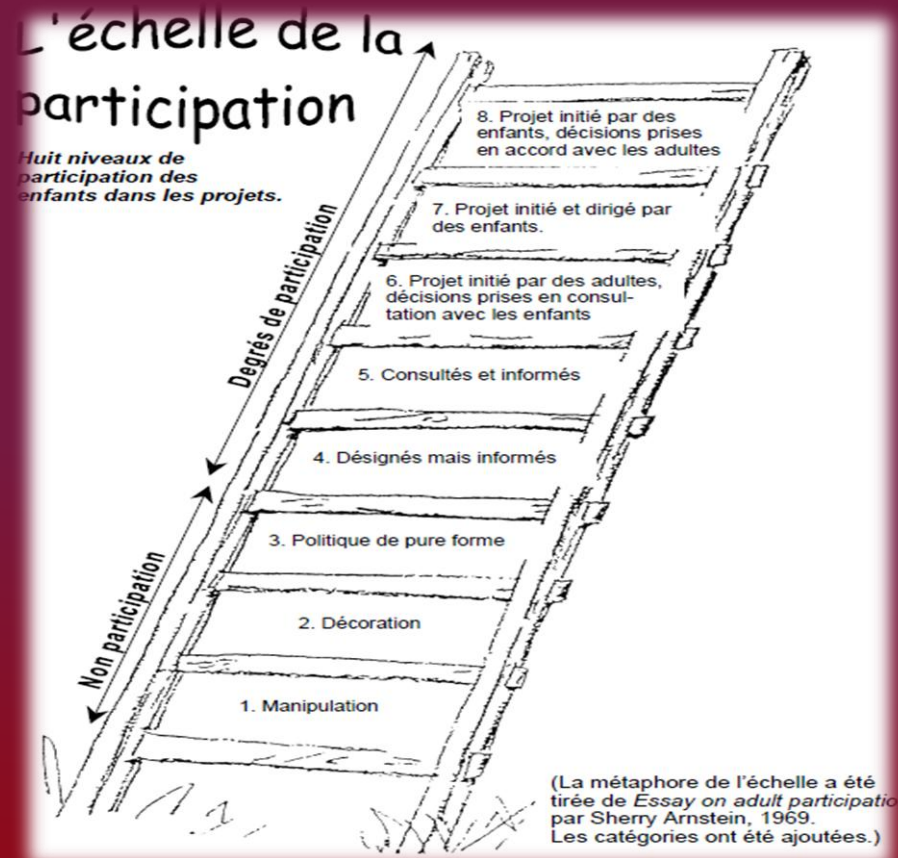 L'échelle de la
participation
Huit niveaux de
participation des
enfants dans les projets.
Degrés de participation
8. Projet initié par des
enfants, décisions prises
en accord avec les adultes
7. Projet initié et dirigé par
des enfants.
6. Projet initié par des adultes,
décisions prises en consul-
tation avec les enfants
5. Consultés et informés
4. Désignés mais informés
Non participation
3. Politique de pure forme
2. Décoration
1. Manipulation
(La métaphore de l'échelle a été
tirée de Essay on adult participatio
par Sherry Arnstein, 1969.
Les catégories ont été ajoutées.)